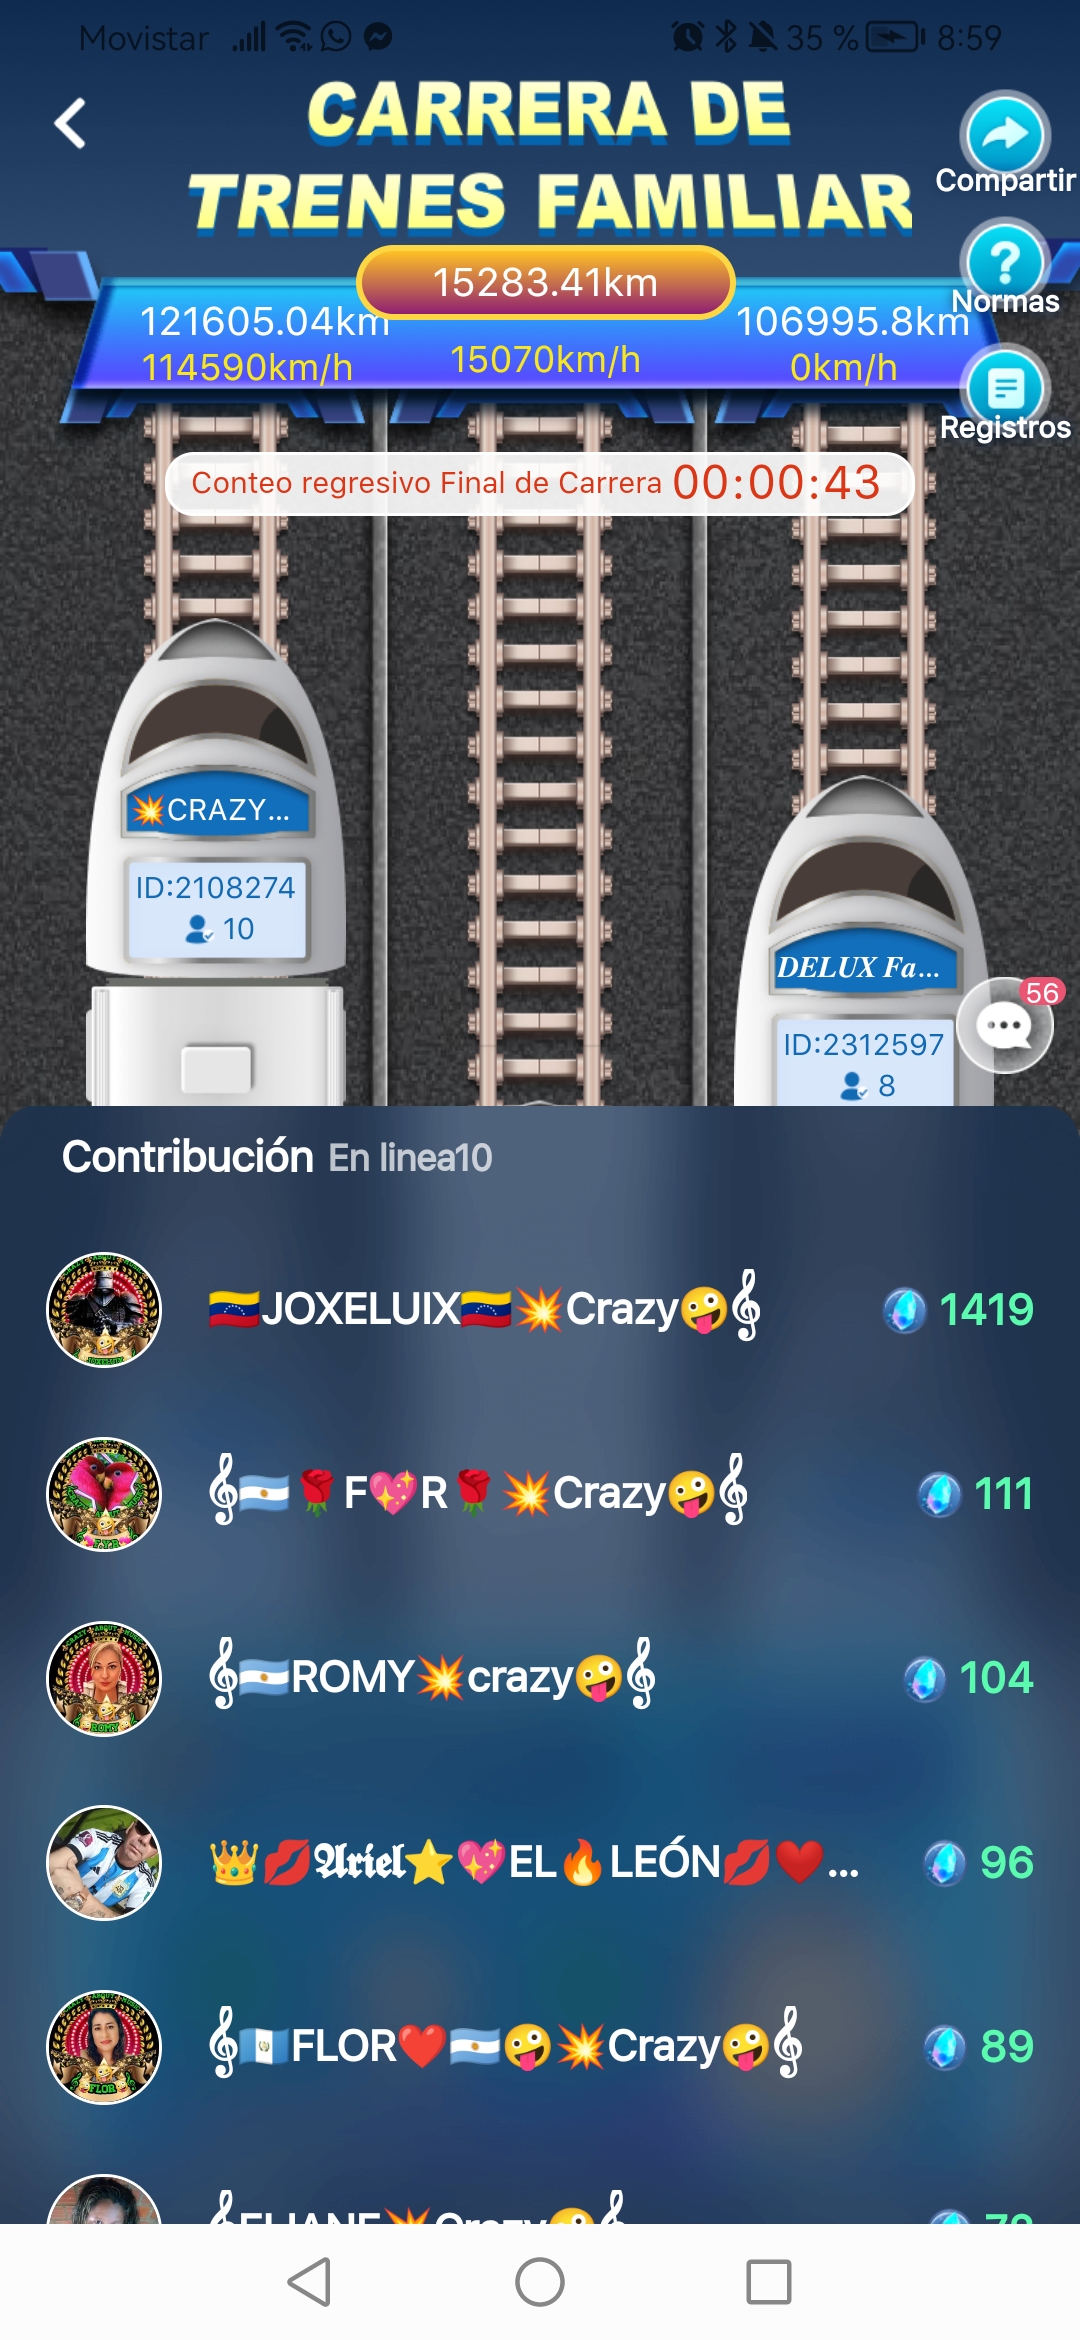 Movistar 35 % 8:59
CARRERA DE
TRENES FAMILIAR
Compartir
Normas
Registros
15283.41km
121605.04km
106995.8km
114590km/h
15070km/h
0km/h
Conteo regresivo Final de Carrera 00:00:43
💥CRAZY...
ID:2108274
10
DELUX Fa...
ID:2312597
8
56
Contribución En linea10
🇻🇪JOXELUIX🇻🇪💥Crazy🤪𝄞 1419
𝄞🇦🇷🌹F💖R🌹💥Crazy🤪𝄞 111
𝄞🇦🇷ROMY💥crazy🤪𝄞 104
👑💋𝕬𝖗𝖎𝖊𝖑⭐💖EL🔥LEÓN💋❤️... 96
𝄞🇬🇹FLOR❤️🇦🇷🤪💥Crazy🤪𝄞 89
𝄞ELIANE💥Crazy🤪𝄞